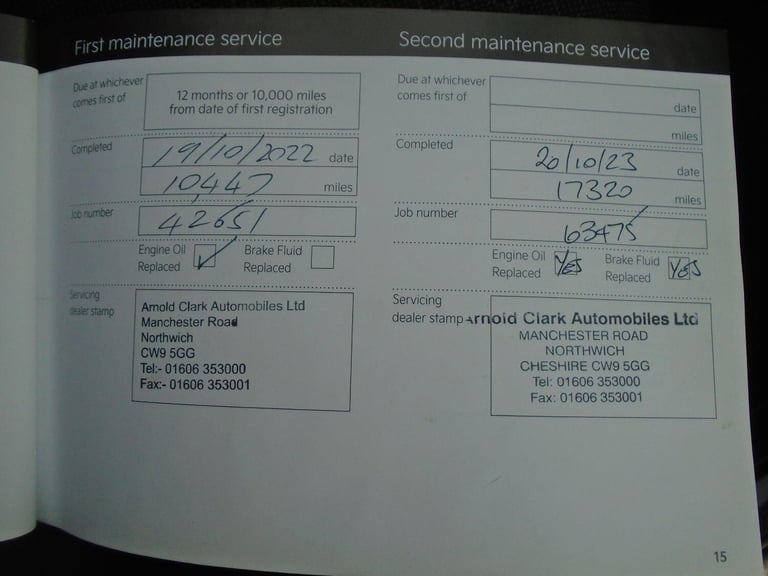 First maintenance service
Due at whichever
comes first of
12 months or 10,000 miles
from date of first registration
Completed
19/10/2022 date
10,447 miles
Job number
42651
Engine Oil
Replaced
Brake Fluid
Replaced
Servicing
dealer stamp
Arnold Clark Automobiles Ltd
Manchester Road
Northwich
CW9 5GG
Tel:- 01606 353000
Fax:- 01606 353001
Second maintenance service
Due at whichever
comes first of
date
miles
Completed
20/10/23 date
17320 miles
Job number
63475
Engine Oil
Replaced
YES
Brake Fluid
Replaced
YES
Servicing
dealer stamp
Arnold Clark Automobiles Ltd
MANCHESTER ROAD
NORTHWICH
CHESHIRE CW9 5GG
Tel: 01606 353000
Fax: 01606 353001
15